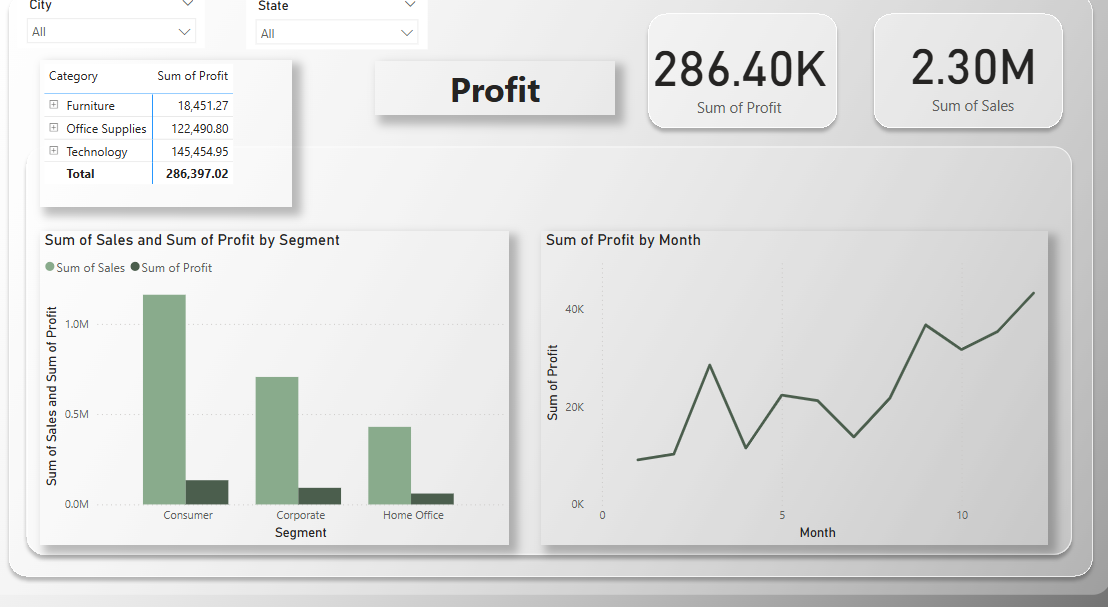 City
All
State
All
Category Sum of Profit
Furniture 18,451.27
Office Supplies 122,490.80
Technology 145,454.95
Total 286,397.02
Profit
286.40K
Sum of Profit
2.30M
Sum of Sales
Sum of Sales and Sum of Profit by Segment
Sum of Sales Sum of Profit
Sum of Sales and Sum of Profit
1.0M
0.5M
0.0M
Consumer Corporate Home Office
Segment
Sum of Profit by Month
Sum of Profit
40K
20K
0K
0 5 10
Month